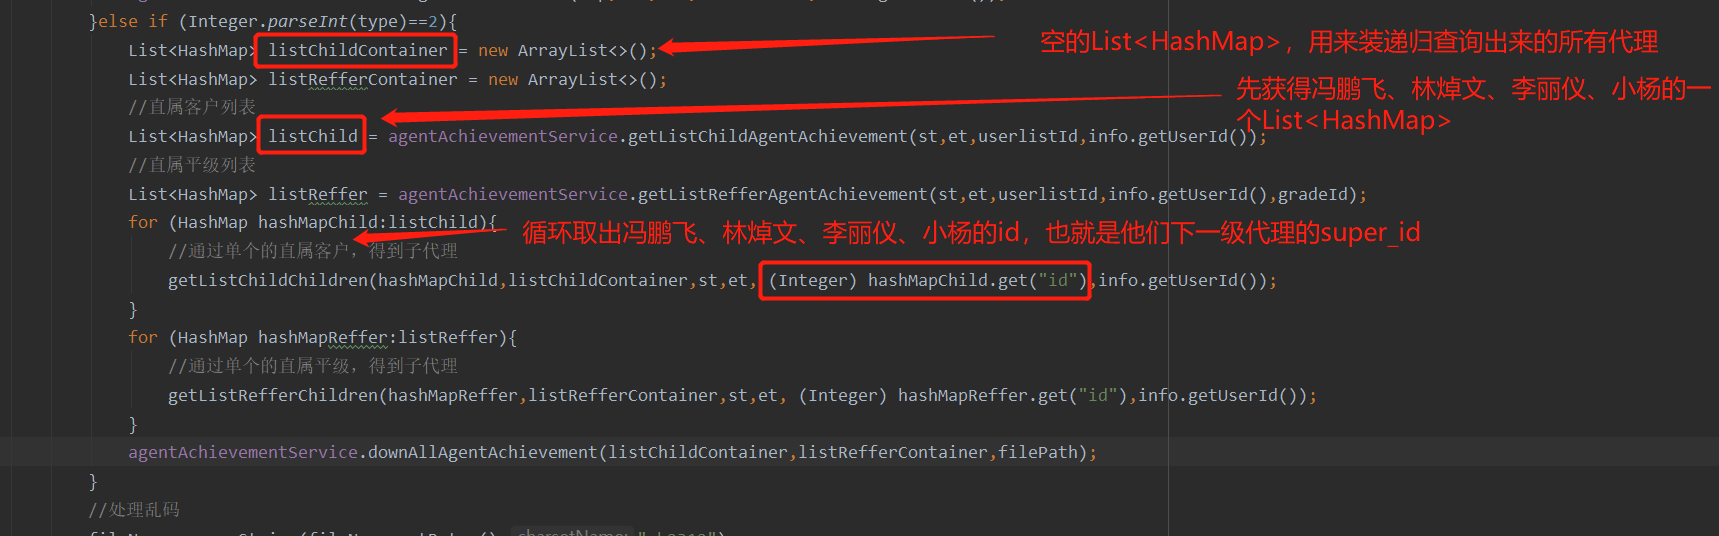 }else if (Integer.parseInt(type)==2){
List<HashMap> listChildContainer = new ArrayList<>();
空的List<HashMap>，用来装递归查询出来的所有代理
List<HashMap> listRefferContainer = new ArrayList<>();
//直属客户列表
先获得冯鹏飞、林焯文、李丽仪、小杨的一
个List<HashMap>
List<HashMap> listChild = agentAchievementService.getListChildAgentAchievement(st,et,userlistId,info.getUserId());
//直属平级列表
List<HashMap> listReffer = agentAchievementService.getListRefferAgentAchievement(st,et,userlistId,info.getUserId(),gradeId);
for (HashMap hashMapChild:listChild){
循环取出冯鹏飞、林焯文、李丽仪、小杨的id，也就是他们下一级代理的super_id
//通过单个的直属客户，得到子代理
getListChildChildren(hashMapChild,listChildContainer,st,et, (Integer) hashMapChild.get("id"),info.getUserId());
}
for (HashMap hashMapReffer:listReffer){
//通过单个的直属平级，得到子代理
getListRefferChildren(hashMapReffer,listRefferContainer,st,et, (Integer) hashMapReffer.get("id"),info.getUserId());
}
agentAchievementService.downAllAgentAchievement(listChildContainer,listRefferContainer,filePath);
}
//处理乱码